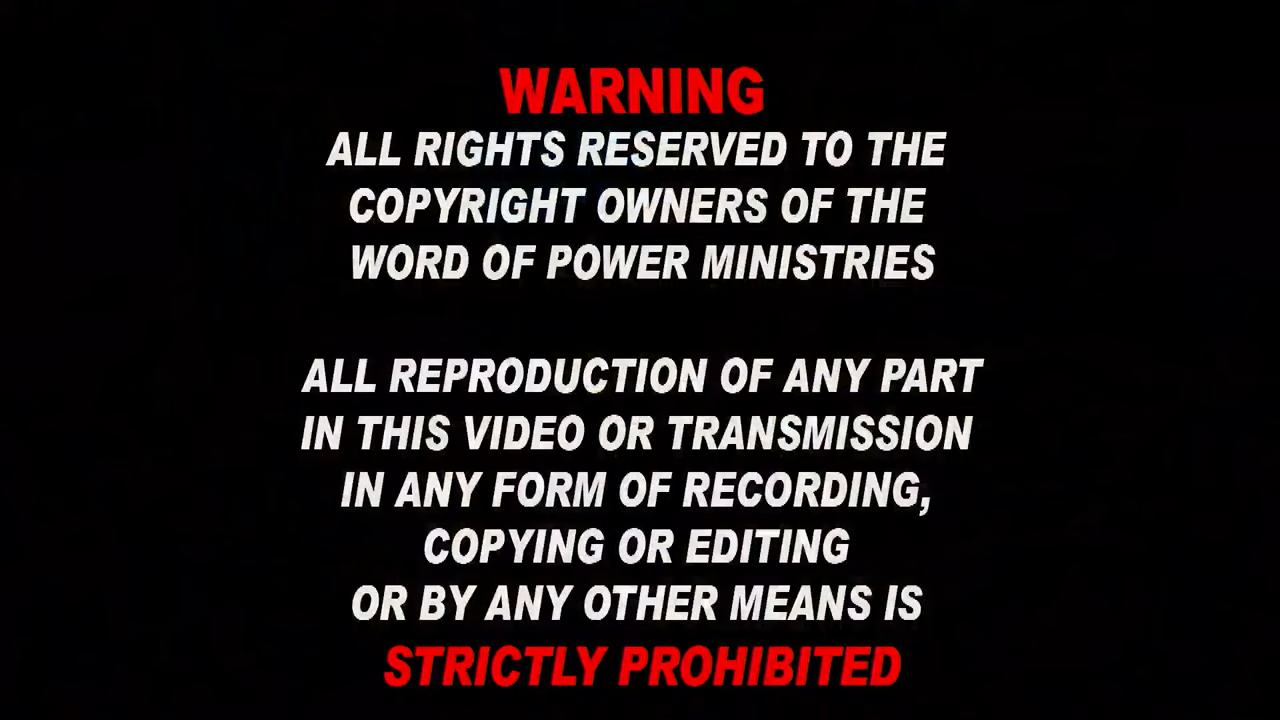 WARNING
ALL RIGHTS RESERVED TO THE
COPYRIGHT OWNERS OF THE
WORD OF POWER MINISTRIES
ALL REPRODUCTION OF ANY PART
IN THIS VIDEO OR TRANSMISSION
IN ANY FORM OF RECORDING,
COPYING OR EDITING
OR BY ANY OTHER MEANS IS
STRICTLY PROHIBITED